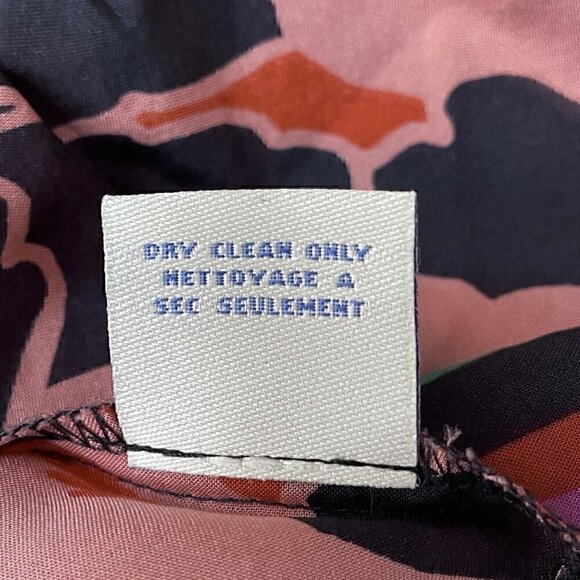 DRY CLEAN ONLY
NETTOYAGE A
SEC SEULEMENT